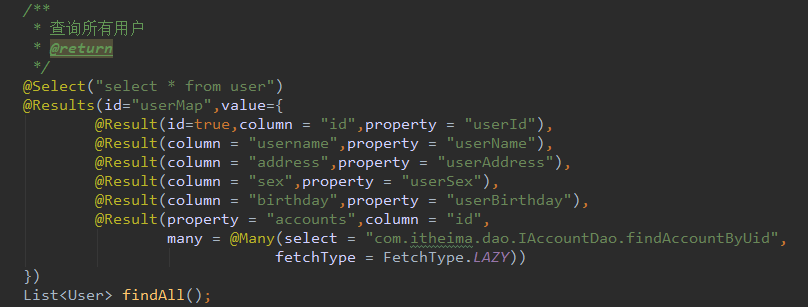 /**
 * 查询所有用户
 * @return
 */
@Select("select * from user")
@Results(id="userMap",value={
        @Result(id=true,column = "id",property = "userId"),
        @Result(column = "username",property = "userName"),
        @Result(column = "address",property = "userAddress"),
        @Result(column = "sex",property = "userSex"),
        @Result(column = "birthday",property = "userBirthday"),
        @Result(property = "accounts",column = "id",
                many = @Many(select = "com.itheima.dao.IAccountDao.findAccountByUid",
                            fetchType = FetchType.LAZY))
})
List<User> findAll();